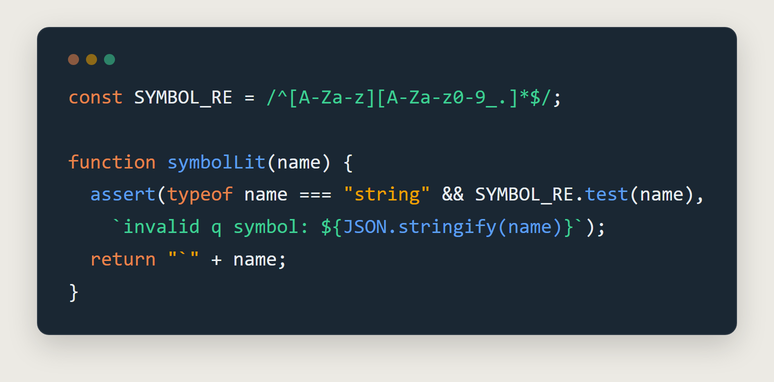 const SYMBOL_RE = /^[A-Za-z][A-Za-z0-9_.]*$/;
function symbolLit(name) {
assert(typeof name === "string" && SYMBOL_RE.test(name),
`invalid q symbol: ${JSON.stringify(name)}`);
return "`" + name;
}